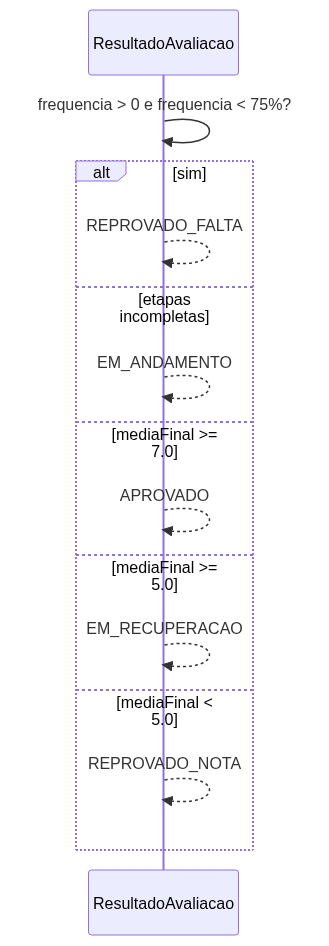 ResultadoAvaliacao
frequencia > 0 e frequencia < 75%?
alt
[sim]
REPROVADO_FALTA
[etapas
incompletas]
EM_ANDAMENTO
[mediaFinal >=
7.0]
APROVADO
[mediaFinal >=
5.0]
EM_RECUPERACAO
[mediaFinal <
5.0]
REPROVADO_NOTA
ResultadoAvaliacao